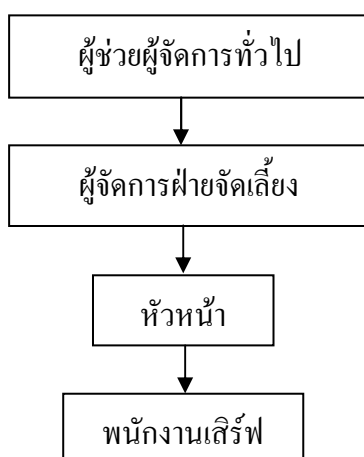 ผู้ช่วยผู้จัดการทั่วไป
ผู้จัดการฝ่ายจัดเลี้ยง
หัวหน้า
พนักงานเสิร์ฟ